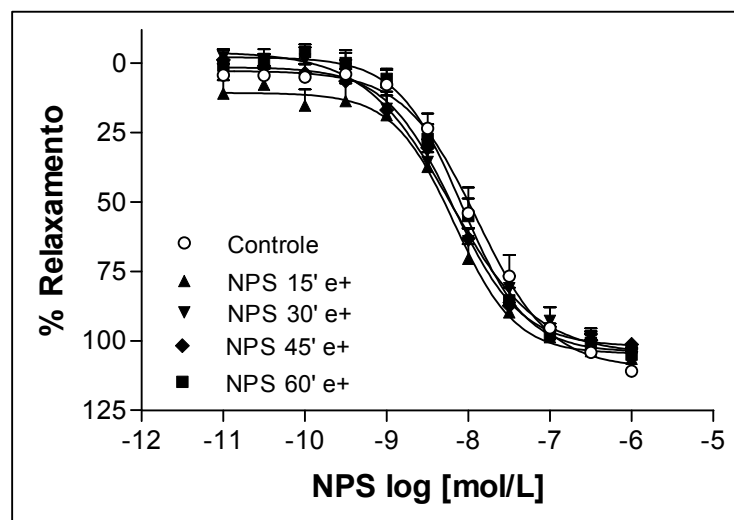 % Relaxamento
0
25
50
75
100
125
Controle
NPS 15' e+
NPS 30' e+
NPS 45' e+
NPS 60' e+
-12 -11 -10 -9 -8 -7 -6 -5
NPS log [mol/L]